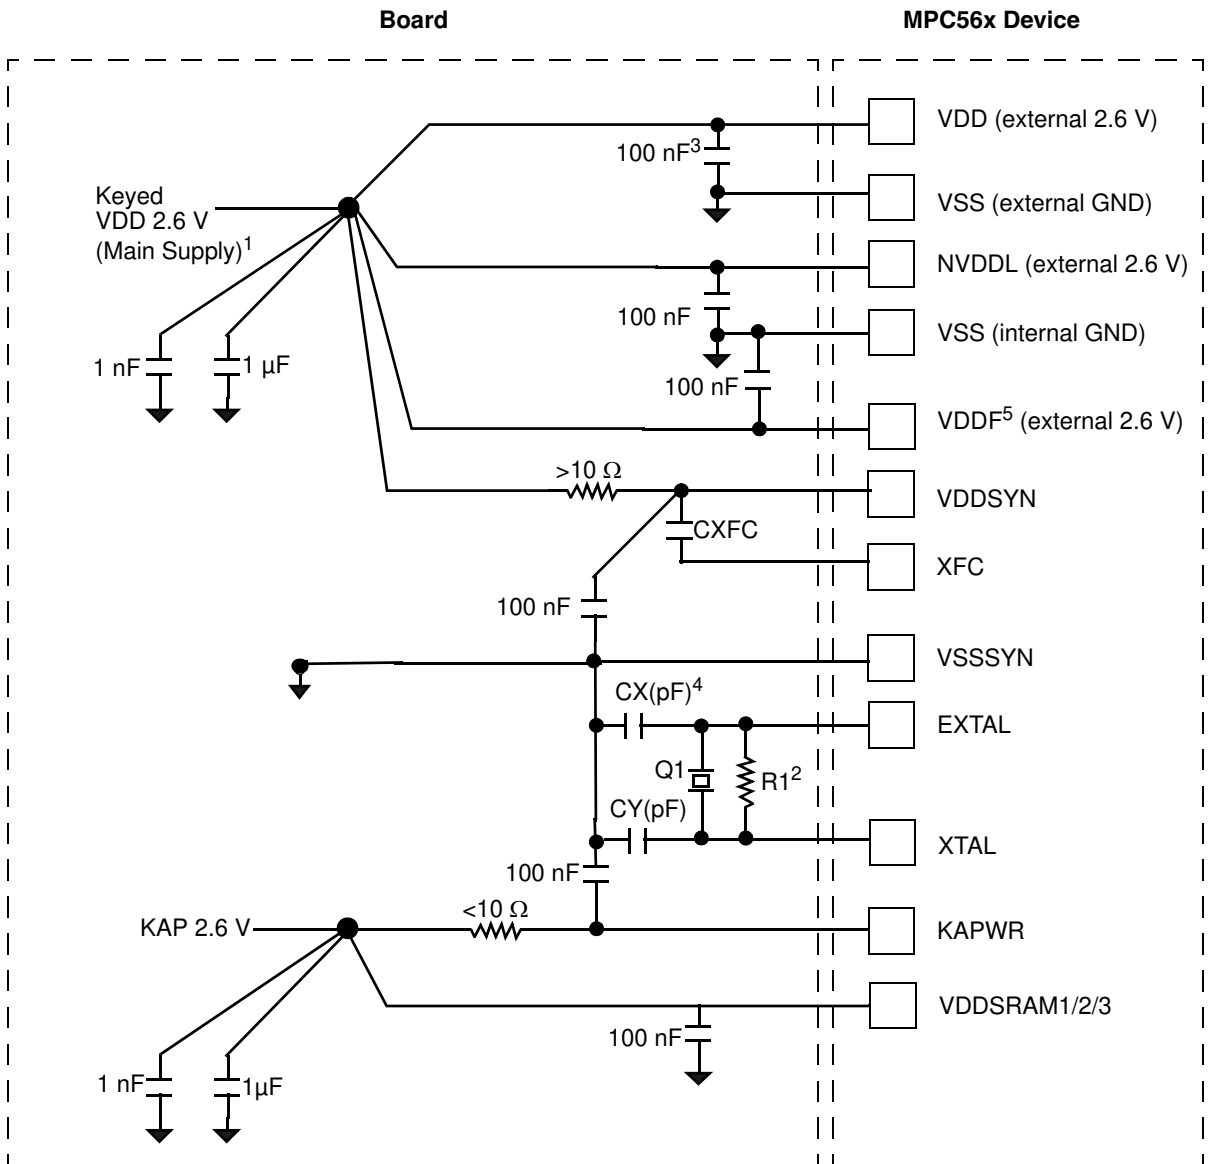 Board
MPC56x Device
VDD (external 2.6 V)
100 nF3
Keyed
VDD 2.6 V
(Main Supply)1
VSS (external GND)
NVDDL (external 2.6 V)
100 nF
VSS (internal GND)
1 nF
1 µF
100 nF
VDDF5 (external 2.6 V)
>10 Ω
VDDSYN
CXFC
XFC
100 nF
VSSSYN
CX(pF)4
EXTAL
Q1
R12
CY(pF)
XTAL
100 nF
<10 Ω
KAP 2.6 V
KAPWR
VDDSRAM1/2/3
100 nF
1 nF
1µF